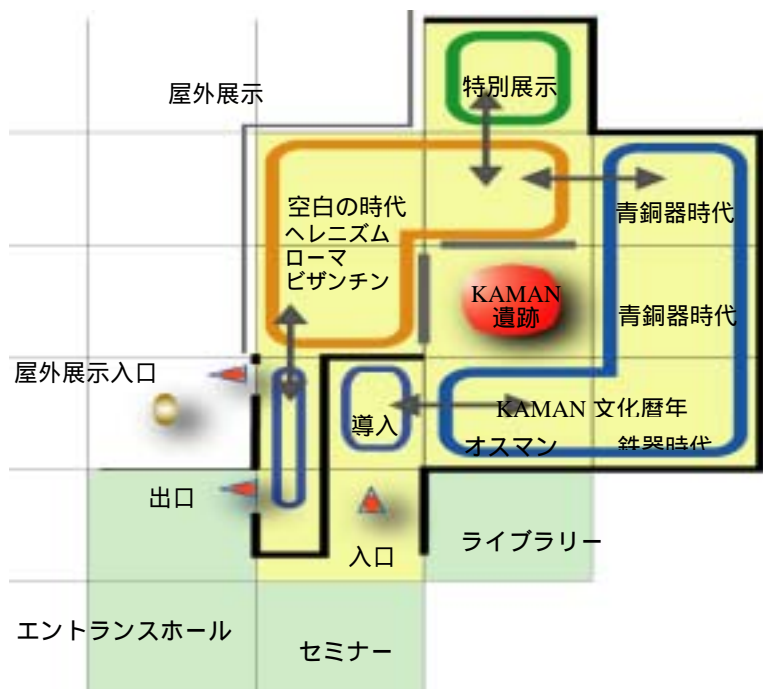 特別展示
屋外展示
空白の時代
ヘレニズム
ローマ
ビザンチン
青銅器時代
KAMAN
遺跡
青銅器時代
屋外展示入口
導入
KAMAN 文化暦年
オスマン
鉄器時代
出口
入口
ライブラリー
エントランスホール
セミナー